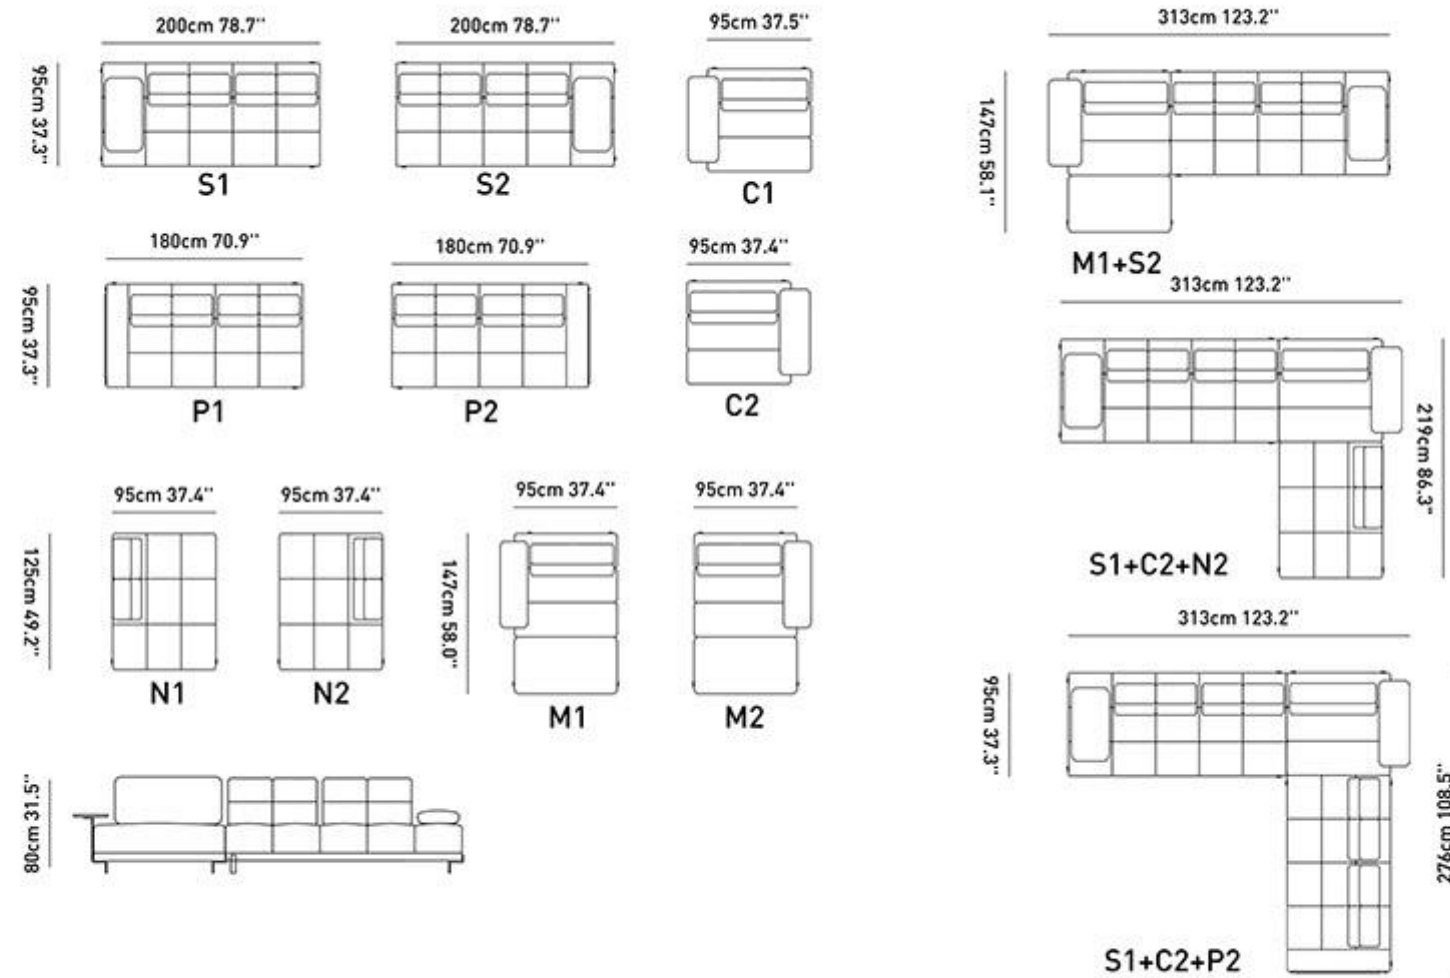 200cm 78.7''
95cm 37.3''
S1
200cm 78.7''
S2
95cm 37.5''
C1
180cm 70.9''
95cm 37.3''
P1
180cm 70.9''
P2
95cm 37.4''
C2
95cm 37.4''
125cm 49.2''
N1
95cm 37.4''
N2
95cm 37.4''
147cm 58.0''
M1
95cm 37.4''
M2
80cm 31.5''
313cm 123.2''
147cm 58.1''
M1+S2
313cm 123.2''
219cm 86.3''
S1+C2+N2
313cm 123.2''
95cm 37.3''
276cm 108.5''
S1+C2+P2